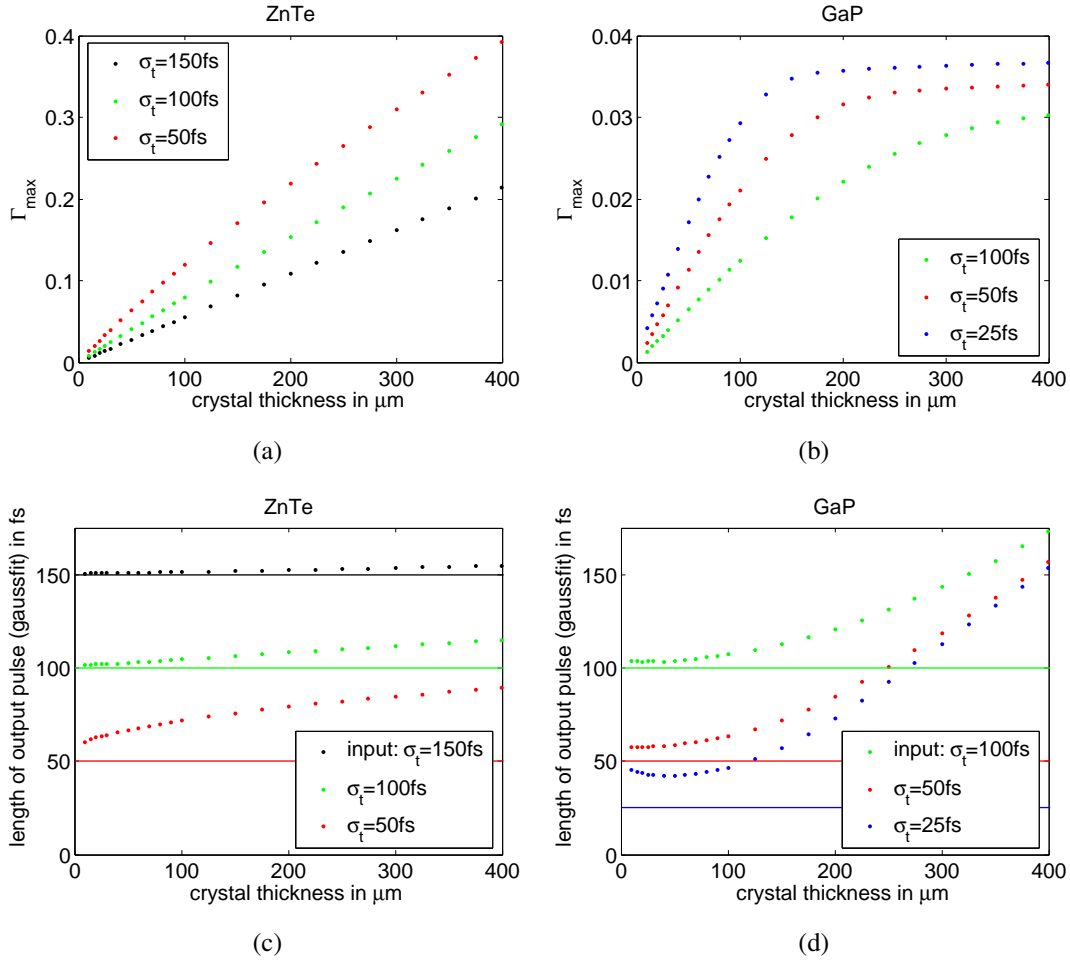 ZnTe
0.4
0.3
0.2
0.1
0
Γmax
σt=150fs
σt=100fs
σt=50fs
0 100 200 300 400
crystal thickness in μm
(a)
GaP
0.04
0.03
0.02
0.01
0
Γmax
σt=100fs
σt=50fs
σt=25fs
0 100 200 300 400
crystal thickness in μm
(b)
ZnTe
150
100
50
0
length of output pulse (gaussfit) in fs
input: σt=150fs
σt=100fs
σt=50fs
0 100 200 300 400
crystal thickness in μm
(c)
GaP
150
100
50
0
length of output pulse (gaussfit) in fs
input: σt=100fs
σt=50fs
σt=25fs
0 100 200 300 400
crystal thickness in μm
(d)